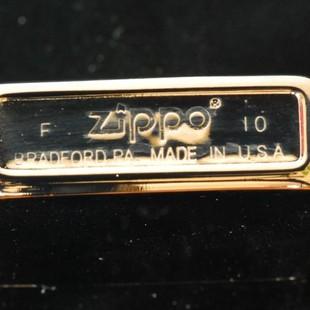 F Zippo® 10
BRADFORD, PA. MADE IN U.S.A